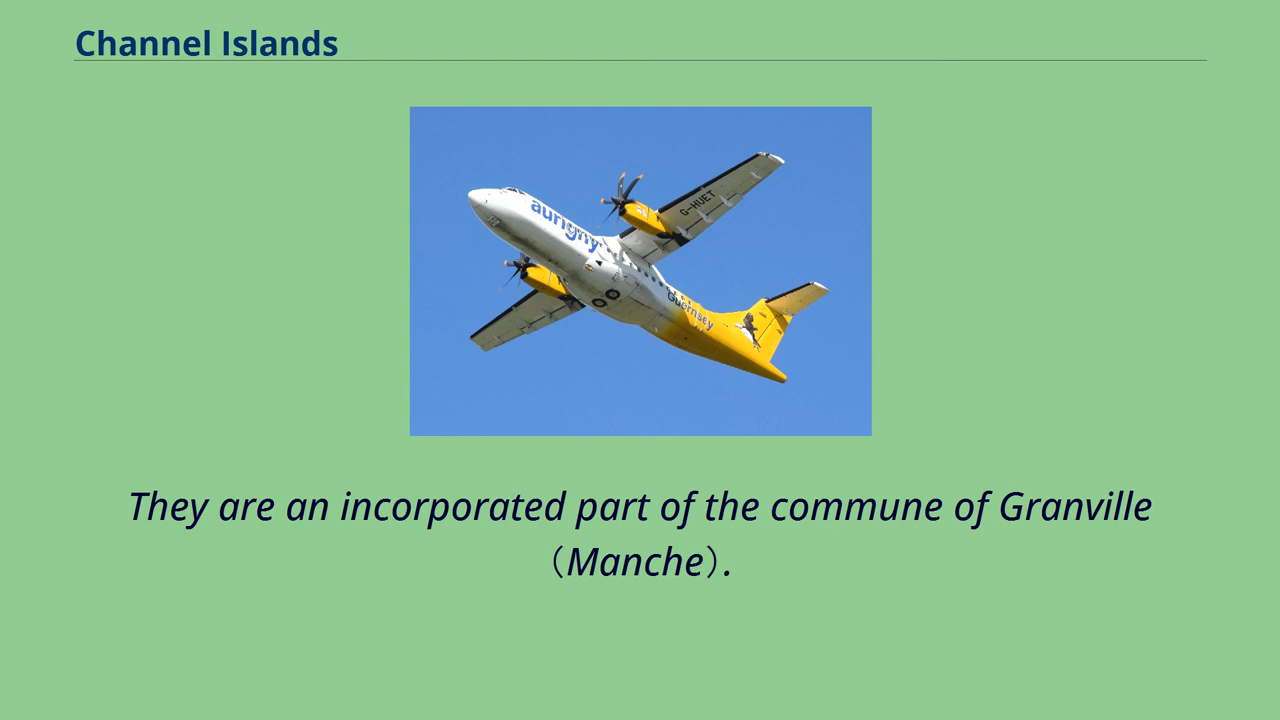 Channel Islands
aurigny
G-HUET
Guernsey
They are an incorporated part of the commune of Granville
（Manche）.